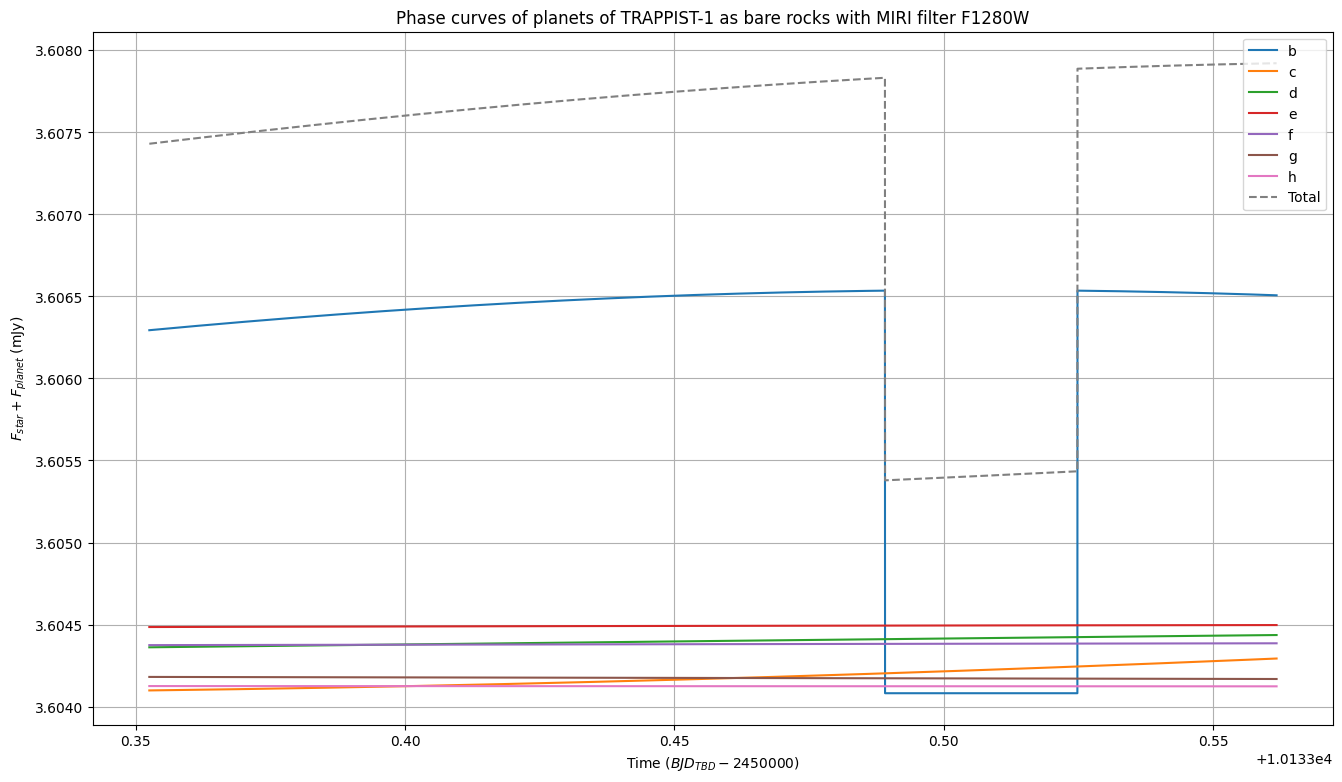 Phase curves of planets of TRAPPIST-1 as bare rocks with MIRI filter F1280W
3.6080
3.6075
3.6070
3.6065
3.6060
3.6055
3.6050
3.6045
3.6040
F_star + F_planet (mJy)
b
c
d
e
f
g
h
Total
0.35
0.40
0.45
0.50
0.55
Time (BJD_TBD − 2450000)
+1.0133e4